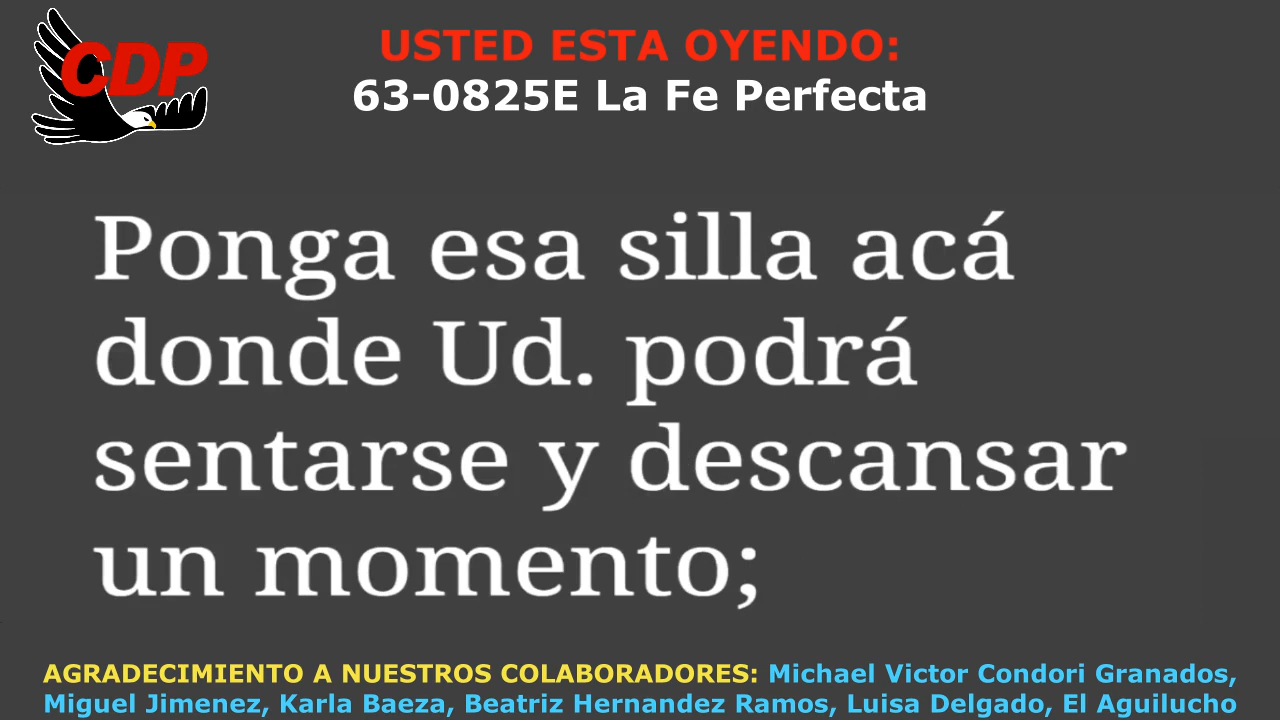 CDP
USTED ESTA OYENDO:
63-0825E La Fe Perfecta
Ponga esa silla acá
donde Ud. podrá
sentarse y descansar
un momento;
AGRADECIMIENTO A NUESTROS COLABORADORES: Michael Victor Condori Granados,
Miguel Jimenez, Karla Baeza, Beatriz Hernandez Ramos, Luisa Delgado, El Aguilucho